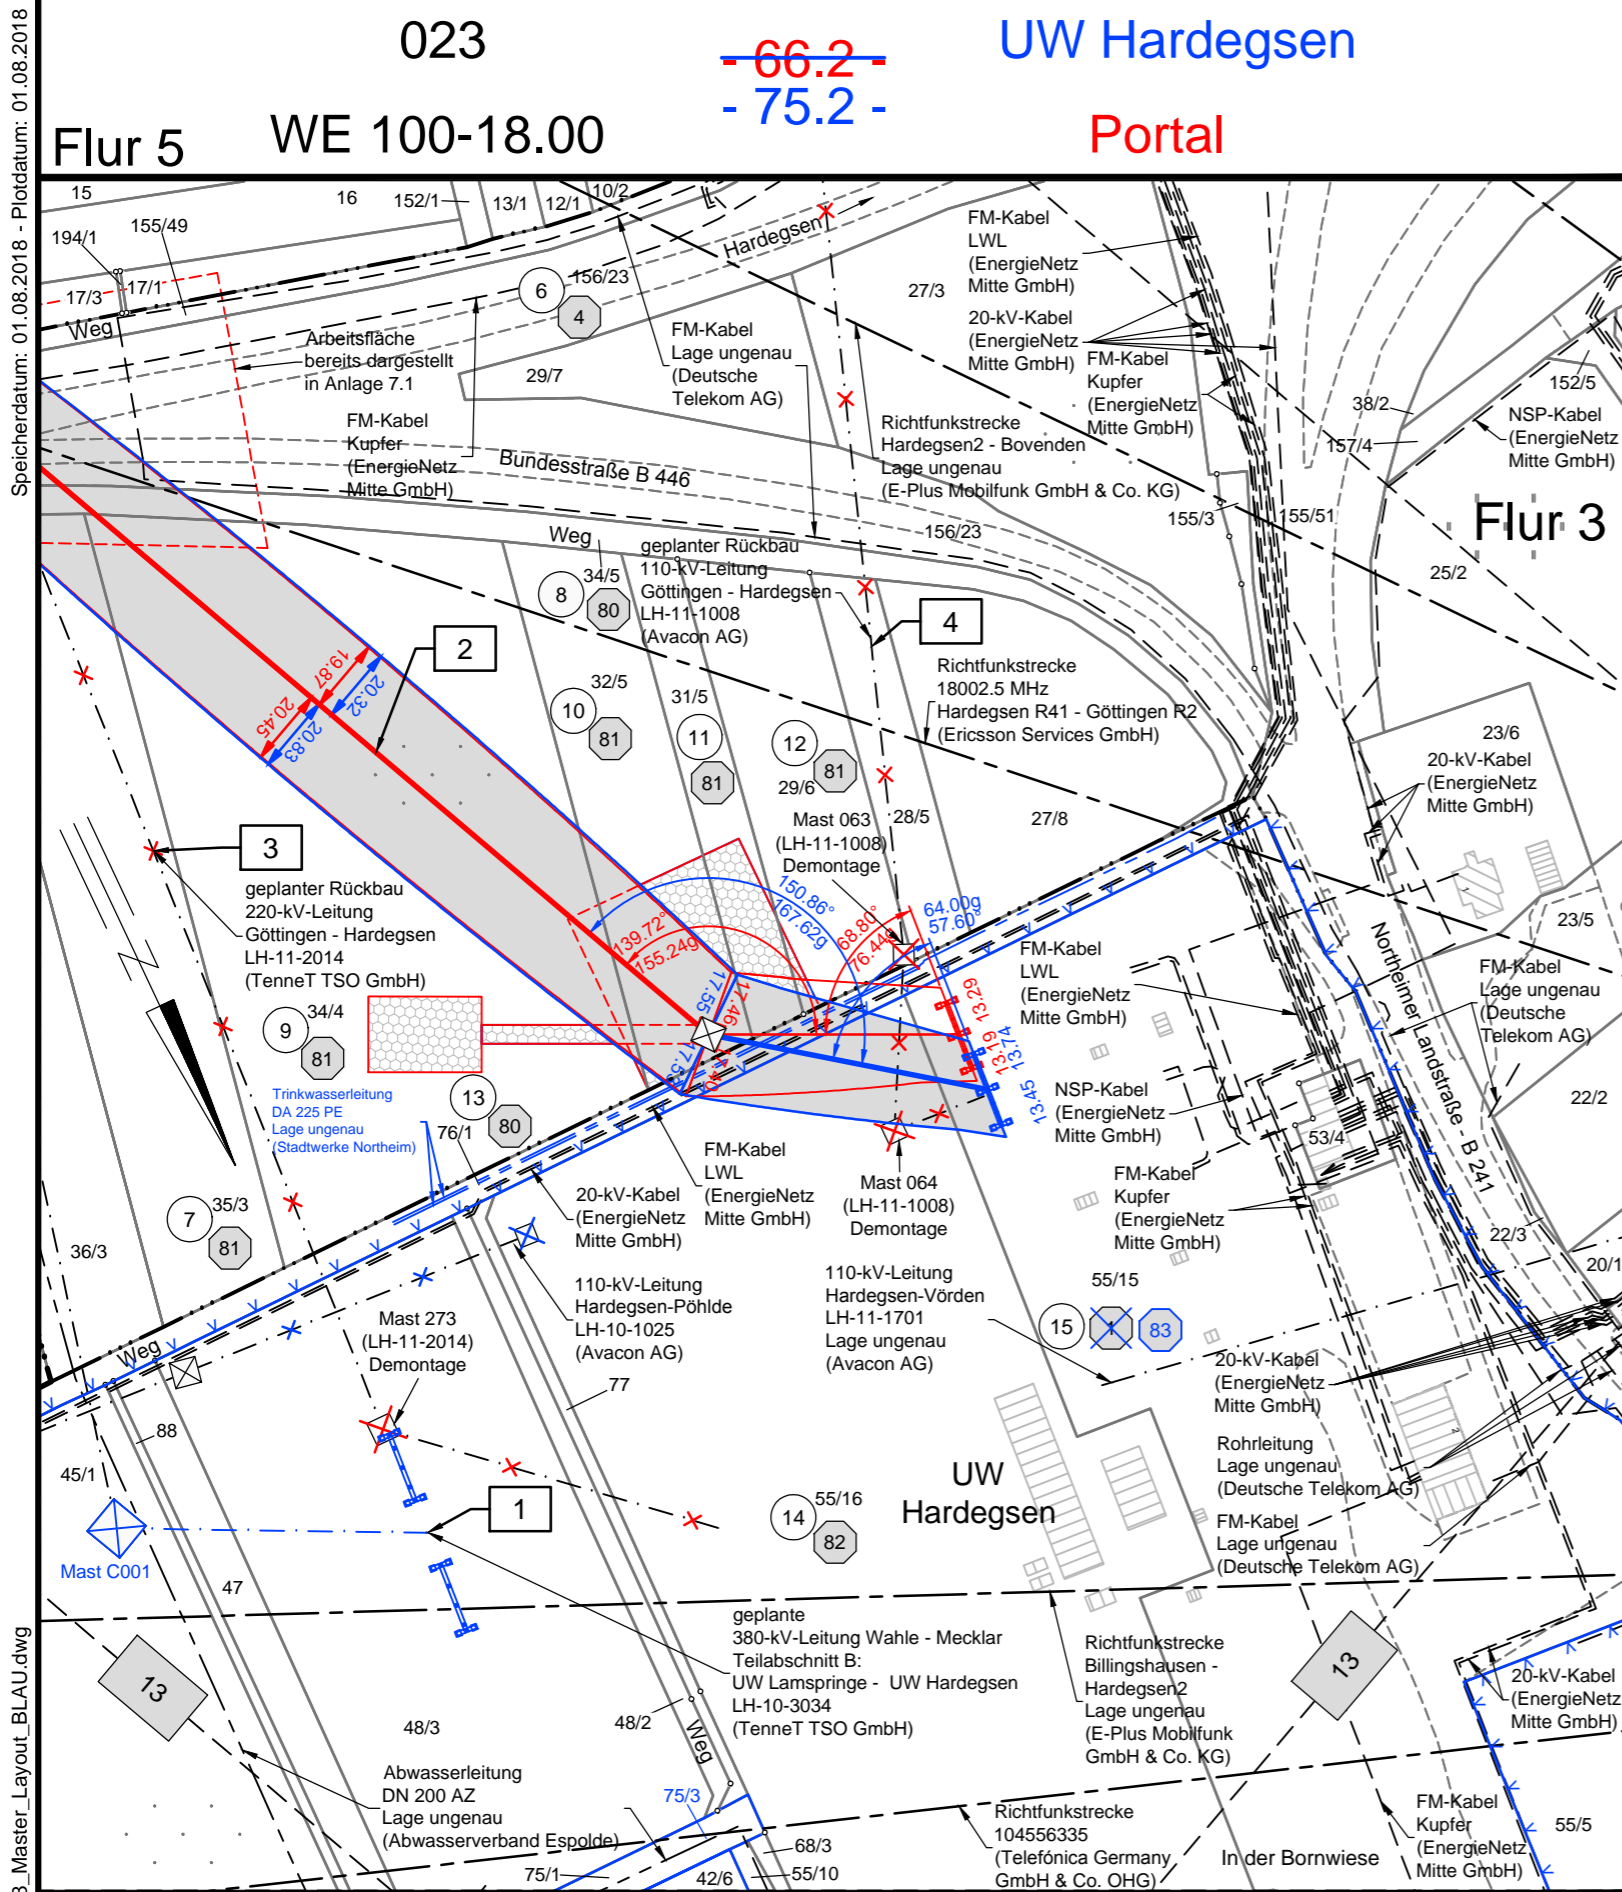 Speicherdatum: 01.08.2018 - Plotdatum: 01.08.2018
023
- 66.2 -
- 75.2 -
UW Hardegsen
Flur 5
WE 100-18.00
Portal
15
16
152/1
13/1
12/1
10/2
194/1
155/49
17/3
17/1
Weg
Hardegsen
6
156/23
4
27/3
FM-Kabel
LWL
(EnergieNetz
Mitte GmbH)
20-kV-Kabel
(EnergieNetz
Mitte GmbH)
FM-Kabel
Kupfer
(EnergieNetz
Mitte GmbH)
Arbeitsfläche
bereits dargestellt
in Anlage 7.1
FM-Kabel
Lage ungenau
(Deutsche
Telekom AG)
29/7
152/5
38/2
157/4
NSP-Kabel
(EnergieNetz
Mitte GmbH)
FM-Kabel
Kupfer
(EnergieNetz
Mitte GmbH)
Bundesstraße B 446
Richtfunkstrecke
Hardegsen2 - Bovenden
Lage ungenau
(E-Plus Mobilfunk GmbH & Co. KG)
155/3
155/51
Flur 3
156/23
25/2
Weg
geplanter Rückbau
110-kV-Leitung
Göttingen - Hardegsen
LH-11-1008
(Avacon AG)
8
34/5
80
4
2
19.87
20.32
20.45
20.83
Richtfunkstrecke
18002.5 MHz
Hardegsen R41 - Göttingen R2
(Ericsson Services GmbH)
10
32/5
81
31/5
11
81
12
81
29/6
23/6
20-kV-Kabel
(EnergieNetz
Mitte GmbH)
Mast 063
(LH-11-1008)
Demontage
28/5
27/8
3
geplanter Rückbau
220-kV-Leitung
Göttingen - Hardegsen
LH-11-2014
(TenneT TSO GmbH)
150.86°
167.62g
139.72°
155.24g
68.80°
76.44g
64.00g
57.60°
23/5
Northeimer Landstraße - B 241
FM-Kabel
LWL
(EnergieNetz
Mitte GmbH)
FM-Kabel
Lage ungenau
(Deutsche
Telekom AG)
17.55
17.46
13.29
13.19
13.74
13.45
9
34/4
81
Trinkwasserleitung
DA 225 PE
Lage ungenau
(Stadtwerke Northeim)
13
80
76/1
NSP-Kabel
(EnergieNetz
Mitte GmbH)
53/4
22/2
FM-Kabel
LWL
(EnergieNetz
Mitte GmbH)
20-kV-Kabel
(EnergieNetz
Mitte GmbH)
Mast 064
(LH-11-1008)
Demontage
FM-Kabel
Kupfer
(EnergieNetz
Mitte GmbH)
7
35/3
81
36/3
22/3
20/1
110-kV-Leitung
Hardegsen-Pöhlde
LH-10-1025
(Avacon AG)
110-kV-Leitung
Hardegsen-Vörden
LH-11-1701
Lage ungenau
(Avacon AG)
55/15
15
1
83
Weg
Mast 273
(LH-11-2014)
Demontage
77
20-kV-Kabel
(EnergieNetz
Mitte GmbH)
88
45/1
Rohrleitung
Lage ungenau
(Deutsche Telekom AG)
1
UW
Hardegsen
14
55/16
82
FM-Kabel
Lage ungenau
(Deutsche Telekom AG)
Mast C001
47
geplante
380-kV-Leitung Wahle - Mecklar
Teilabschnitt B:
UW Lamspringe - UW Hardegsen
LH-10-3034
(TenneT TSO GmbH)
Richtfunkstrecke
Billingshausen -
Hardegsen2
Lage ungenau
(E-Plus Mobilfunk
GmbH & Co. KG)
13
13
20-kV-Kabel
(EnergieNetz
Mitte GmbH)
48/3
48/2
Weg
Abwasserleitung
DN 200 AZ
Lage ungenau
(Abwasserverband Espolde)
75/3
Richtfunkstrecke
104556335
(Telefónica Germany
GmbH & Co. OHG)
FM-Kabel
Kupfer
(EnergieNetz
Mitte GmbH)
55/5
In der Bornwiese
68/3
55/10
75/1
42/6
_Master_Layout_BLAU.dwg